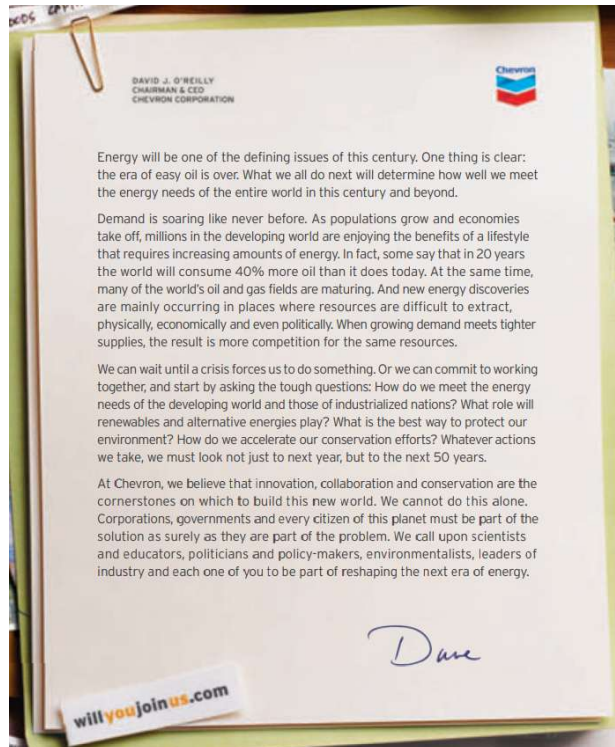 DAVID J. O'REILLY
CHAIRMAN & CEO
CHEVRON CORPORATION
Chevron
Energy will be one of the defining issues of this century. One thing is clear:
the era of easy oil is over. What we all do next will determine how well we meet
the energy needs of the entire world in this century and beyond.
Demand is soaring like never before. As populations grow and economies
take off, millions in the developing world are enjoying the benefits of a lifestyle
that requires increasing amounts of energy. In fact, some say that in 20 years
the world will consume 40% more oil than it does today. At the same time,
many of the world's oil and gas fields are maturing. And new energy discoveries
are mainly occurring in places where resources are difficult to extract,
physically, economically and even politically. When growing demand meets tighter
supplies, the result is more competition for the same resources.
We can wait until a crisis forces us to do something. Or we can commit to working
together, and start by asking the tough questions: How do we meet the energy
needs of the developing world and those of industrialized nations? What role will
renewables and alternative energies play? What is the best way to protect our
environment? How do we accelerate our conservation efforts? Whatever actions
we take, we must look not just to next year, but to the next 50 years.
At Chevron, we believe that innovation, collaboration and conservation are the
cornerstones on which to build this new world. We cannot do this alone.
Corporations, governments and every citizen of this planet must be part of the
solution as surely as they are part of the problem. We call upon scientists
and educators, politicians and policy-makers, environmentalists, leaders of
industry and each one of you to be part of reshaping the next era of energy.
Dave
willyoujoinus.com